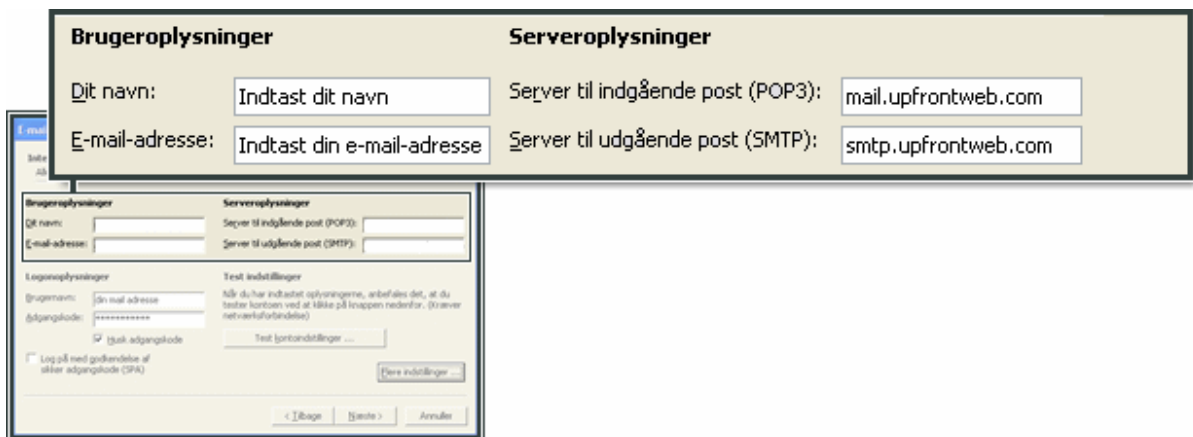 Brugeroplysninger
Dit navn: Indtast dit navn
E-mail-adresse: Indtast din e-mail-adresse
Serveroplysninger
Server til indgående post (POP3): mail.upfrontweb.com
Server til udgående post (SMTP): smtp.upfrontweb.com
E-mai
Inte
Brugeroplysninger
Dit navn:
E-mail-adresse:
Serveroplysninger
Server til indgående post (POP3):
Server til udgående post (SMTP):
Logonoplysninger
Brugernavn: din mail adresse
Adgangskode: ***********
Husk adgangskode
Log på med godkendelse af
sikker adgangskode (SPA)
Test indstillinger
Når du har indtastet oplysningerne, anbefales det, at du
tester kontoen ved at klikke på knappen nedenfor. (Kræver
netværksforbindelse)
Test kontoindstillinger ...
Flere indstillinger ...
< Tilbage
Næste >
Annuller